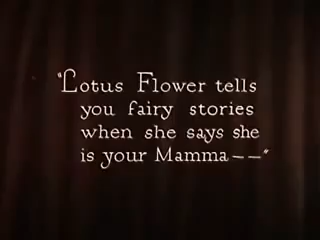 "Lotus Flower tells
you fairy stories
when she says she
is your Mamma--"